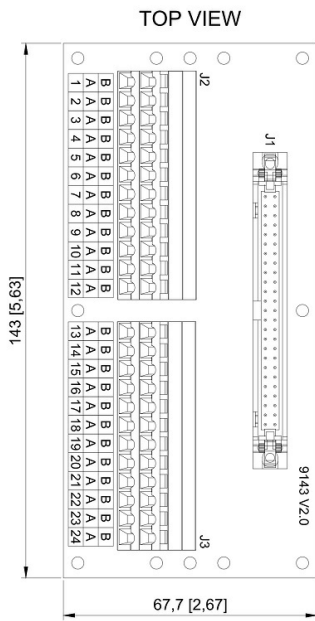 TOP VIEW
J2
J1
1 A B
2 A B
3 A B
4 A B
5 A B
6 A B
7 A B
8 A B
9 A B
10 A B
11 A B
12 A B
143 [5,63]
13 A B
14 A B
15 A B
16 A B
17 A B
18 A B
19 A B
20 A B
21 A B
22 A B
23 A B
24 A B
J3
9143 V2.0
67,7 [2,67]